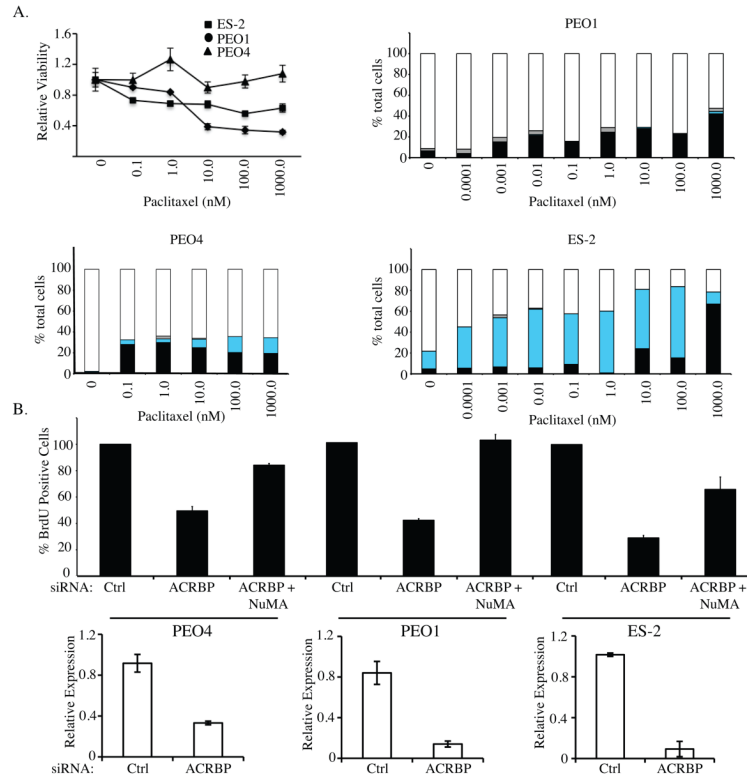 A.
ES-2
PEO1
PEO4
Relative Viability
1.6
1.2
0.8
0.4
0
0.1
1.0
10.0
100.0
1000.0
Paclitaxel (nM)
PEO1
% total cells
100
80
60
40
20
0
0
0.0001
0.001
0.01
0.1
1.0
10.0
100.0
1000.0
Paclitaxel (nM)
PEO4
% total cells
100
80
60
40
20
0
0
0.1
1.0
10.0
100.0
1000.0
Paclitaxel (nM)
ES-2
% total cells
100
80
60
40
20
0
0
0.0001
0.001
0.01
0.1
1.0
10.0
100.0
1000.0
Paclitaxel (nM)
B.
% BrdU Positive Cells
100
80
60
40
20
0
siRNA: Ctrl ACRBP ACRBP + Ctrl ACRBP ACRBP + Ctrl ACRBP ACRBP +
NuMA NuMA NuMA
PEO4 PEO1 ES-2
Relative Expression
1.2
0.8
0.4
0
siRNA: Ctrl ACRBP
Relative Expression
1.2
0.8
0.4
0
Ctrl ACRBP
Relative Expression
1.2
0.8
0.4
0
Ctrl ACRBP